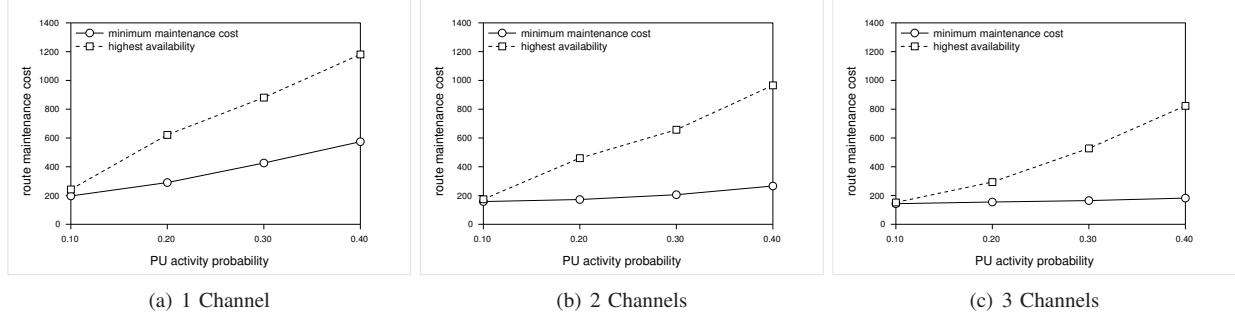 1400
1200
1000
800
600
400
200
0
route maintenance cost
minimum maintenance cost
highest availability
0.10
0.20
0.30
0.40
PU activity probability
(a) 1 Channel
1400
1200
1000
800
600
400
200
0
route maintenance cost
minimum maintenance cost
highest availability
0.10
0.20
0.30
0.40
PU activity probability
(b) 2 Channels
1400
1200
1000
800
600
400
200
0
route maintenance cost
minimum maintenance cost
highest availability
0.10
0.20
0.30
0.40
PU activity probability
(c) 3 Channels